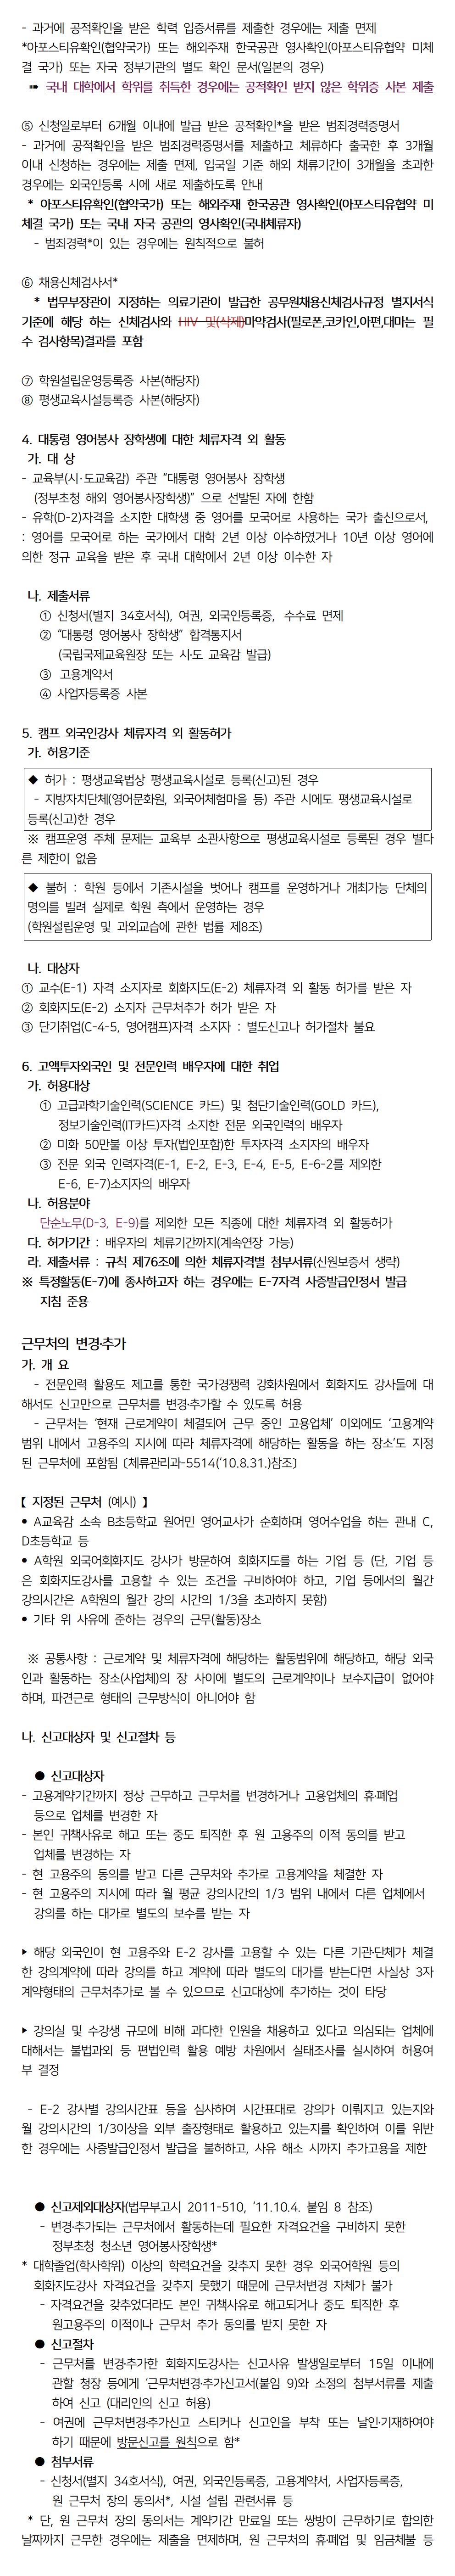 - 과거에 공적확인을 받은 학력 입증서류를 제출한 경우에는 제출 면제
*아포스티유확인(협약국가) 또는 해외주재 한국공관 영사확인(아포스티유협약 미체
결 국가) 또는 자국 정부기관의 별도 확인 문서(일본의 경우)
➠ 국내 대학에서 학위를 취득한 경우에는 공적확인 받지 않은 학위증 사본 제출
⑤ 신청일로부터 6개월 이내에 발급 받은 공적확인*을 받은 범죄경력증명서
- 과거에 공적확인을 받은 범죄경력증명서를 제출하고 체류하다 출국한 후 3개월
이내 신청하는 경우에는 제출 면제, 입국일 기준 해외 채류기간이 3개월을 초과한
경우에는 외국인등록 시에 새로 제출하도록 안내
* 아포스티유확인(협약국가) 또는 해외주재 한국공관 영사확인(아포스티유협약 미
체결 국가) 또는 국내 자국 공관의 영사확인(국내체류자)
- 범죄경력*이 있는 경우에는 원칙적으로 불허
⑥ 채용신체검사서*
* 법무부장관이 지정하는 의료기관이 발급한 공무원채용신체검사규정 별지서식
기준에 해당 하는 신체검사와 HIV 및(삭제)마약검사(필로폰,코카인,아편,대마는 필
수 검사항목)결과를 포함
⑦ 학원설립운영등록증 사본(해당자)
⑧ 평생교육시설등록증 사본(해당자)
4. 대통령 영어봉사 장학생에 대한 체류자격 외 활동
가. 대 상
- 교육부(시·도교육감) 주관 “대통령 영어봉사 장학생
(정부초청 해외 영어봉사장학생)” 으로 선발된 자에 한함
- 유학(D-2)자격을 소지한 대학생 중 영어를 모국어로 사용하는 국가 출신으로서,
: 영어를 모국어로 하는 국가에서 대학 2년 이상 이수하였거나 10년 이상 영어에
의한 정규 교육을 받은 후 국내 대학에서 2년 이상 이수한 자
나. 제출서류
① 신청서(별지 34호서식), 여권, 외국인등록증, 수수료 면제
② “대통령 영어봉사 장학생” 합격통지서
(국립국제교육원장 또는 시·도 교육감 발급)
③ 고용계약서
④ 사업자등록증 사본
5. 캠프 외국인강사 체류자격 외 활동허가
가. 허용기준
◆ 허가 : 평생교육법상 평생교육시설로 등록(신고)된 경우
- 지방자치단체(영어문화원, 외국어체험마을 등) 주관 시에도 평생교육시설로
등록(신고)한 경우
※ 캠프운영 주체 문제는 교육부 소관사항으로 평생교육시설로 등록된 경우 별다
른 제한이 없음
◆ 불허 : 학원 등에서 기존시설을 벗어나 캠프를 운영하거나 개최가능 단체의
명의를 빌려 실제로 학원 측에서 운영하는 경우
(학원설립운영 및 과외교습에 관한 법률 제8조)
나. 대상자
① 교수(E-1) 자격 소지자로 회화지도(E-2) 체류자격 외 활동 허가를 받은 자
② 회화지도(E-2) 소지자 근무처추가 허가 받은 자
③ 단기취업(C-4-5, 영어캠프)자격 소지자 : 별도신고나 허가절차 불요
6. 고액투자외국인 및 전문인력 배우자에 대한 취업
가. 허용대상
① 고급과학기술인력(SCIENCE 카드) 및 첨단기술인력(GOLD 카드),
정보기술인력(IT카드)자격 소지한 전문 외국인력의 배우자
② 미화 50만불 이상 투자(법인포함)한 투자자격 소지자의 배우자
③ 전문 외국 인력자격(E-1, E-2, E-3, E-4, E-5, E-6-2를 제외한
E-6, E-7)소지자의 배우자
나. 허용분야
단순노무(D-3, E-9)를 제외한 모든 직종에 대한 체류자격 외 활동허가
다. 허가기간 : 배우자의 체류기간까지(계속연장 가능)
라. 제출서류 : 규칙 제76조에 의한 체류자격별 첨부서류(신원보증서 생략)
※ 특정활동(E-7)에 종사하고자 하는 경우에는 E-7자격 사증발급인정서 발급
지침 준용
근무처의 변경·추가
가. 개 요
- 전문인력 활용도 제고를 통한 국가경쟁력 강화차원에서 회화지도 강사들에 대
해서도 신고만으로 근무처를 변경·추가할 수 있도록 허용
- 근무처는 ‘현재 근로계약이 체결되어 근무 중인 고용업체’ 이외에도 ‘고용계약
범위 내에서 고용주의 지시에 따라 체류자격에 해당하는 활동을 하는 장소’도 지정
된 근무처에 포함됨 〔체류관리과-5514(‘10.8.31.)참조〕
【 지정된 근무처 (예시) 】
• A교육감 소속 B초등학교 원어민 영어교사가 순회하며 영어수업을 하는 관내 C,
D초등학교 등
• A학원 외국어회화지도 강사가 방문하여 회화지도를 하는 기업 등 (단, 기업 등
은 회화지도강사를 고용할 수 있는 조건을 구비하여야 하고, 기업 등에서의 월간
강의시간은 A학원의 월간 강의 시간의 1/3을 초과하지 못함)
• 기타 위 사유에 준하는 경우의 근무(활동)장소
※ 공통사항 : 근로계약 및 체류자격에 해당하는 활동범위에 해당하고, 해당 외국
인과 활동하는 장소(사업체)의 장 사이에 별도의 근로계약이나 보수지급이 없어야
하며, 파견근로 형태의 근무방식이 아니어야 함
나. 신고대상자 및 신고절차 등
● 신고대상자
- 고용계약기간까지 정상 근무하고 근무처를 변경하거나 고용업체의 휴·폐업
등으로 업체를 변경한 자
- 본인 귀책사유로 해고 또는 중도 퇴직한 후 원 고용주의 이적 동의를 받고
업체를 변경하는 자
- 현 고용주의 동의를 받고 다른 근무처와 추가로 고용계약을 체결한 자
- 현 고용주의 지시에 따라 월 평균 강의시간의 1/3 범위 내에서 다른 업체에서
강의를 하는 대가로 별도의 보수를 받는 자
▶ 해당 외국인이 현 고용주와 E-2 강사를 고용할 수 있는 다른 기관·단체가 체결
한 강의계약에 따라 강의를 하고 계약에 따라 별도의 대가를 받는다면 사실상 3자
계약형태의 근무처추가로 볼 수 있으므로 신고대상에 추가하는 것이 타당
▶ 강의실 및 수강생 규모에 비해 과다한 인원을 채용하고 있다고 의심되는 업체에
대해서는 불법과외 등 편법인력 활용 예방 차원에서 실태조사를 실시하여 허용여
부 결정
- E-2 강사별 강의시간표 등을 심사하여 시간표대로 강의가 이뤄지고 있는지와
월 강의시간의 1/3이상을 외부 출장형태로 활용하고 있는지를 확인하여 이를 위반
한 경우에는 사증발급인정서 발급을 불허하고, 사유 해소 시까지 추가고용을 제한
● 신고제외대상자(법무부고시 2011-510, ‘11.10.4. 붙임 8 참조)
- 변경·추가되는 근무처에서 활동하는데 필요한 자격요건을 구비하지 못한
정부초청 청소년 영어봉사장학생*
* 대학졸업(학사학위) 이상의 학력요건을 갖추지 못한 경우 외국어학원 등의
회화지도강사 자격요건을 갖추지 못했기 때문에 근무처변경 자체가 불가
- 자격요건을 갖추었더라도 본인 귀책사유로 해고되거나 중도 퇴직한 후
원고용주의 이적이나 근무처 추가 동의를 받지 못한 자
● 신고절차
- 근무처를 변경·추가한 회화지도강사는 신고사유 발생일로부터 15일 이내에
관할 청장 등에게 ‘근무처변경·추가신고서(붙임 9)와 소정의 첨부서류를 제출
하여 신고 (대리인의 신고 허용)
- 여권에 근무처변경·추가신고 스티커나 신고인을 부착 또는 날인·기재하여야
하기 때문에 방문신고를 원칙으로 함*
● 첨부서류
- 신청서(별지 34호서식), 여권, 외국인등록증, 고용계약서, 사업자등록증,
원 근무처 장의 동의서*, 시설 설립 관련서류 등
* 단, 원 근무처 장의 동의서는 계약기간 만료일 또는 쌍방이 근무하기로 합의한
날짜까지 근무한 경우에는 제출을 면제하며, 원 근무처의 휴·폐업 및 임금체불 등